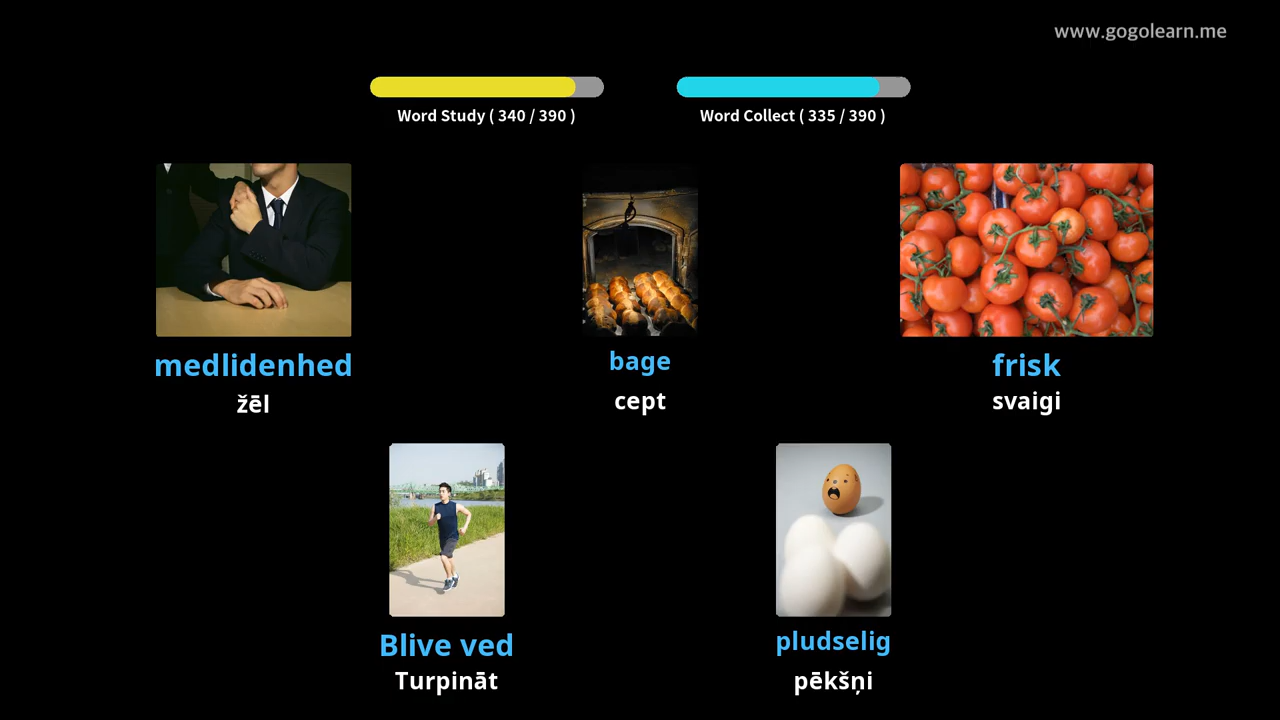 www.gogolearn.me
Word Study ( 340 / 390 )
Word Collect ( 335 / 390 )
medlidenhed
žēl
bage
cept
frisk
svaigi
Blive ved
Turpināt
pludselig
pēkšņi